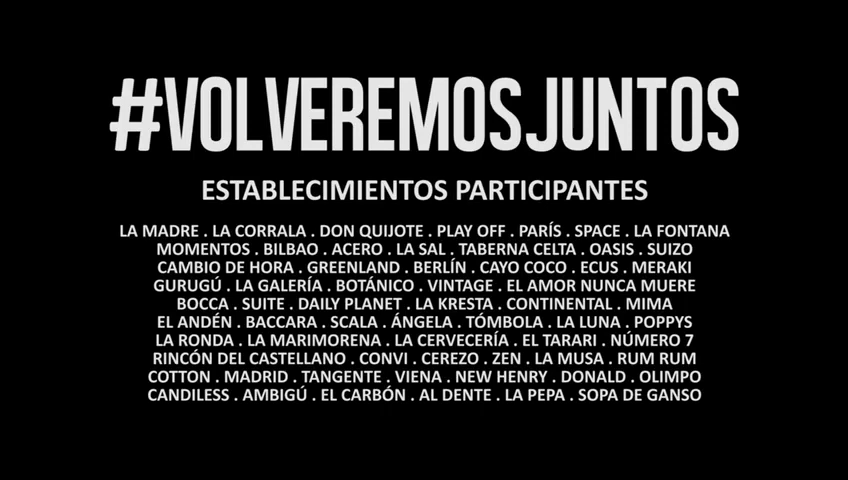 #VOLVEREMOSJUNTOS
ESTABLECIMIENTOS PARTICIPANTES
LA MADRE . LA CORRALA . DON QUIJOTE . PLAY OFF . PARÍS . SPACE . LA FONTANA
MOMENTOS . BILBAO . ACERO . LA SAL . TABERNA CELTA . OASIS . SUIZO
CAMBIO DE HORA . GREENLAND . BERLÍN . CAYO COCO . ECUS . MERAKI
GURUGÚ . LA GALERÍA . BOTÁNICO . VINTAGE . EL AMOR NUNCA MUERE
BOCCA . SUITE . DAILY PLANET . LA KRESTA . CONTINENTAL . MIMA
EL ANDÉN . BACCARA . SCALA . ÁNGELA . TÓMBOLA . LA LUNA . POPPYS
LA RONDA . LA MARIMORENA . LA CERVECERÍA . EL TARARI . NÚMERO 7
RINCÓN DEL CASTELLANO . CONVI . CEREZO . ZEN . LA MUSA . RUM RUM
COTTON . MADRID . TANGENTE . VIENA . NEW HENRY . DONALD . OLIMPO
CANDILESS . AMBIGÚ . EL CARBÓN . AL DENTE . LA PEPA . SOPA DE GANSO